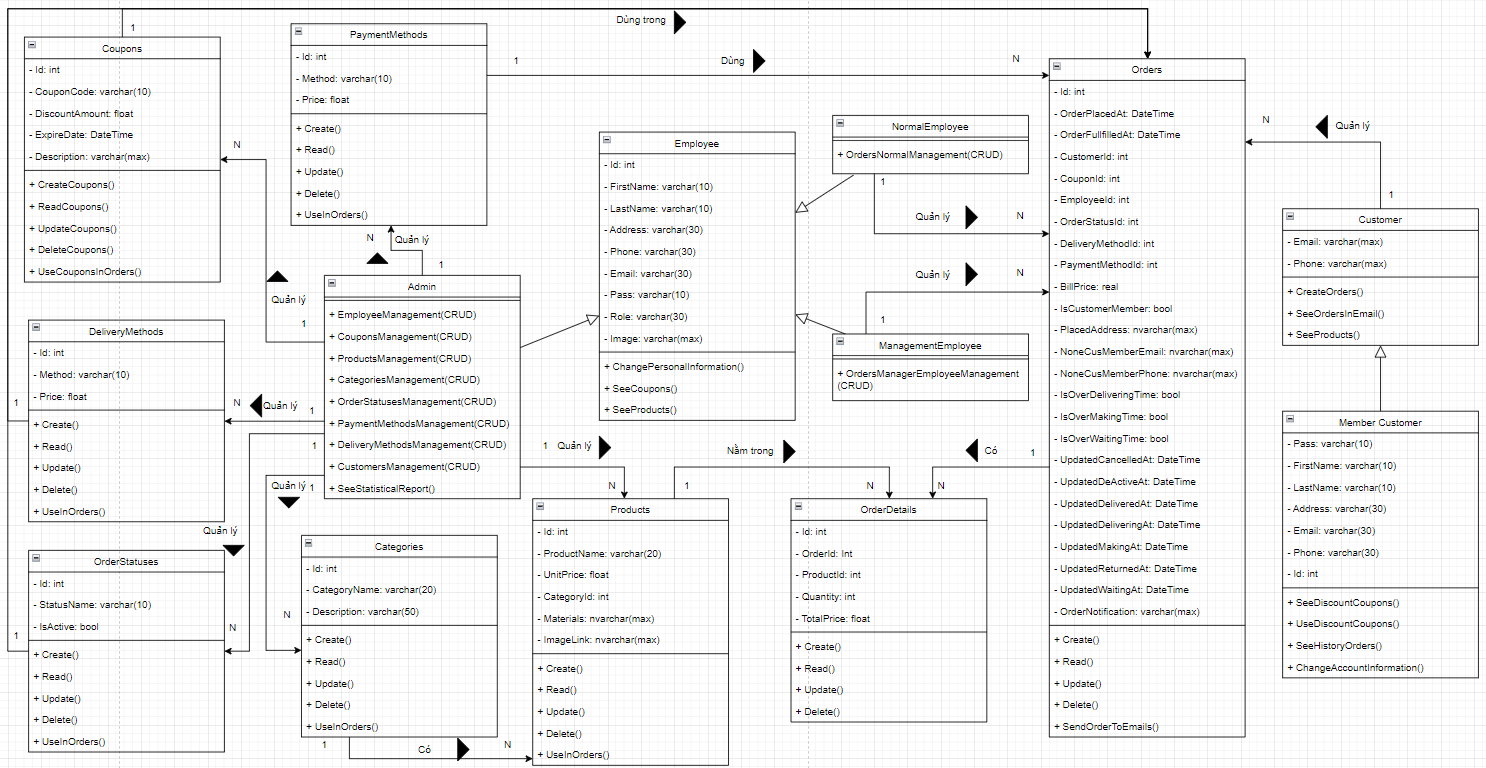 Dùng trong
1
Coupons
- Id: int
- CouponCode: varchar(10)
- DiscountAmount: float
- ExpireDate: DateTime
- Description: varchar(max)
+ CreateCoupons()
+ ReadCoupons()
+ UpdateCoupons()
+ DeleteCoupons()
+ UseCouponsInOrders()
PaymentMethods
- Id: int
- Method: varchar(10)
- Price: float
+ Create()
+ Read()
+ Update()
+ Delete()
+ UseInOrders()
1
Dùng
N
Employee
- Id: int
- FirstName: varchar(10)
- LastName: varchar(10)
- Address: varchar(30)
- Phone: varchar(30)
- Email: varchar(30)
- Pass: varchar(10)
- Role: varchar(30)
- Image: varchar(max)
+ ChangePersonalInformation()
+ SeeCoupons()
+ SeeProducts()
NormalEmployee
+ OrdersNormalManagement(CRUD)
1
Quản lý
N
Quản lý
N
1
ManagementEmployee
+ OrdersManagerEmployeeManagement
(CRUD)
Orders
- Id: int
- OrderPlacedAt: DateTime
- OrderFullfilledAt: DateTime
- CustomerId: int
- CouponId: int
- EmployeeId: int
- OrderStatusId: int
- DeliveryMethodId: int
- PaymentMethodId: int
- BillPrice: real
- IsCustomerMember: bool
- PlacedAddress: nvarchar(max)
- NoneCusMemberEmail: nvarchar(max)
- NoneCusMemberPhone: nvarchar(max)
- IsOverDeliveringTime: bool
- IsOverMakingTime: bool
- IsOverWaitingTime: bool
- UpdatedCancelledAt: DateTime
- UpdatedDeActiveAt: DateTime
- UpdatedDeliveredAt: DateTime
- UpdatedDeliveringAt: DateTime
- UpdatedMakingAt: DateTime
- UpdatedReturnedAt: DateTime
- UpdatedWaitingAt: DateTime
- OrderNotification: varchar(max)
+ Create()
+ Read()
+ Update()
+ Delete()
+ SendOrderToEmails()
N
Quản lý
1
Customer
- Email: varchar(max)
- Phone: varchar(max)
+ CreateOrders()
+ SeeOrdersInEmail()
+ SeeProducts()
Member Customer
- Pass: varchar(10)
- FirstName: varchar(10)
- LastName: varchar(10)
- Address: varchar(30)
- Email: varchar(30)
- Phone: varchar(30)
- Id: int
+ SeeDiscountCoupons()
+ UseDiscountCoupons()
+ SeeHistoryOrders()
+ ChangeAccountInformation()
N
Quản lý
1
N
Quản lý
1
Admin
+ EmployeeManagement(CRUD)
+ CouponsManagement(CRUD)
+ ProductsManagement(CRUD)
+ CategoriesManagement(CRUD)
+ OrderStatusesManagement(CRUD)
+ PaymentMethodsManagement(CRUD)
+ DeliveryMethodsManagement(CRUD)
+ CustomersManagement(CRUD)
+ SeeStatisticalReport()
DeliveryMethods
- Id: int
- Method: varchar(10)
- Price: float
+ Create()
+ Read()
+ Update()
+ Delete()
+ UseInOrders()
1
N
Quản lý
1
1
Quản lý
1
Quản lý
N
N
1
OrderStatuses
- Id: int
- StatusName: varchar(10)
- IsActive: bool
+ Create()
+ Read()
+ Update()
+ Delete()
+ UseInOrders()
Categories
- Id: int
- CategoryName: varchar(20)
- Description: varchar(50)
+ Create()
+ Read()
+ Update()
+ Delete()
+ UseInOrders()
1
Có
N
1
Quản lý
N
1
Products
- Id: int
- ProductName: varchar(20)
- UnitPrice: float
- CategoryId: int
- Materials: nvarchar(max)
- ImageLink: nvarchar(max)
+ Create()
+ Read()
+ Update()
+ Delete()
+ UseInOrders()
Nằm trong
N
Có
1
N
OrderDetails
- Id: int
- OrderId: Int
- ProductId: int
- Quantity: int
- TotalPrice: float
+ Create()
+ Read()
+ Update()
+ Delete()